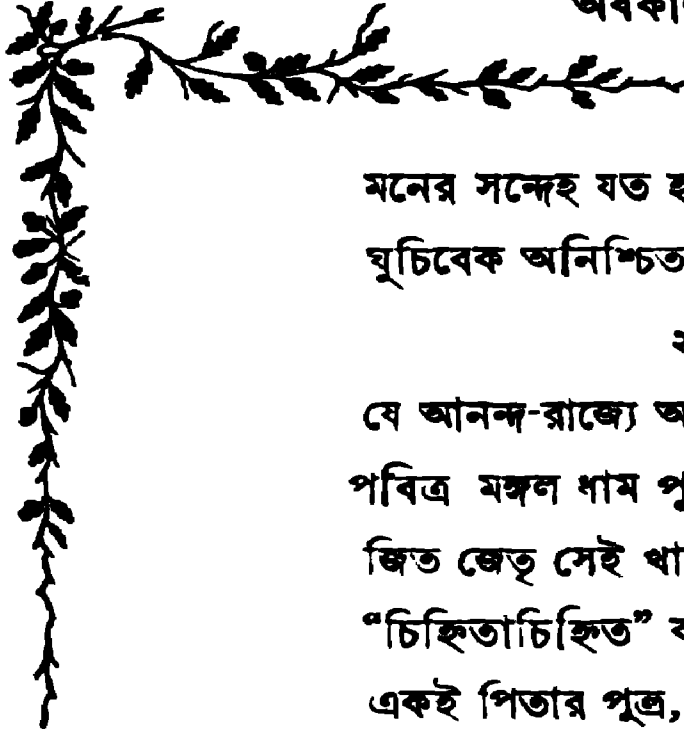 মনের সন্দেহ যত
ঘুচিবেক অনিশ্চিত
যে আনন্দ-রাজ্যে
পবিত্র মঙ্গল ধাম
জিত জেতৃ সেই
“চিহ্নিতাচিহ্নিত”
একই পিতার পুত্র,